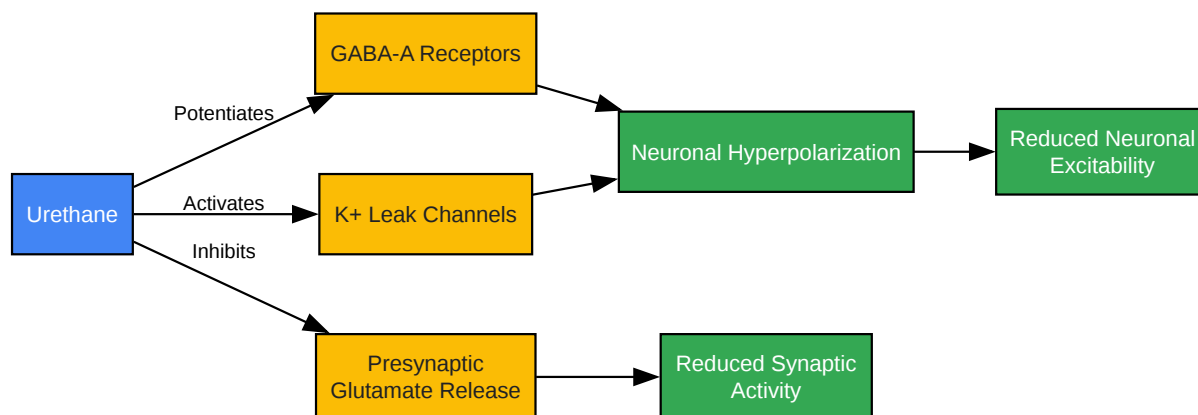 GABA-A Receptors
Potentiates
Neuronal Hyperpolarization
Reduced Neuronal
Excitability
Urethane
Activates
K+ Leak Channels
Inhibits
Presynaptic
Glutamate Release
Reduced Synaptic
Activity